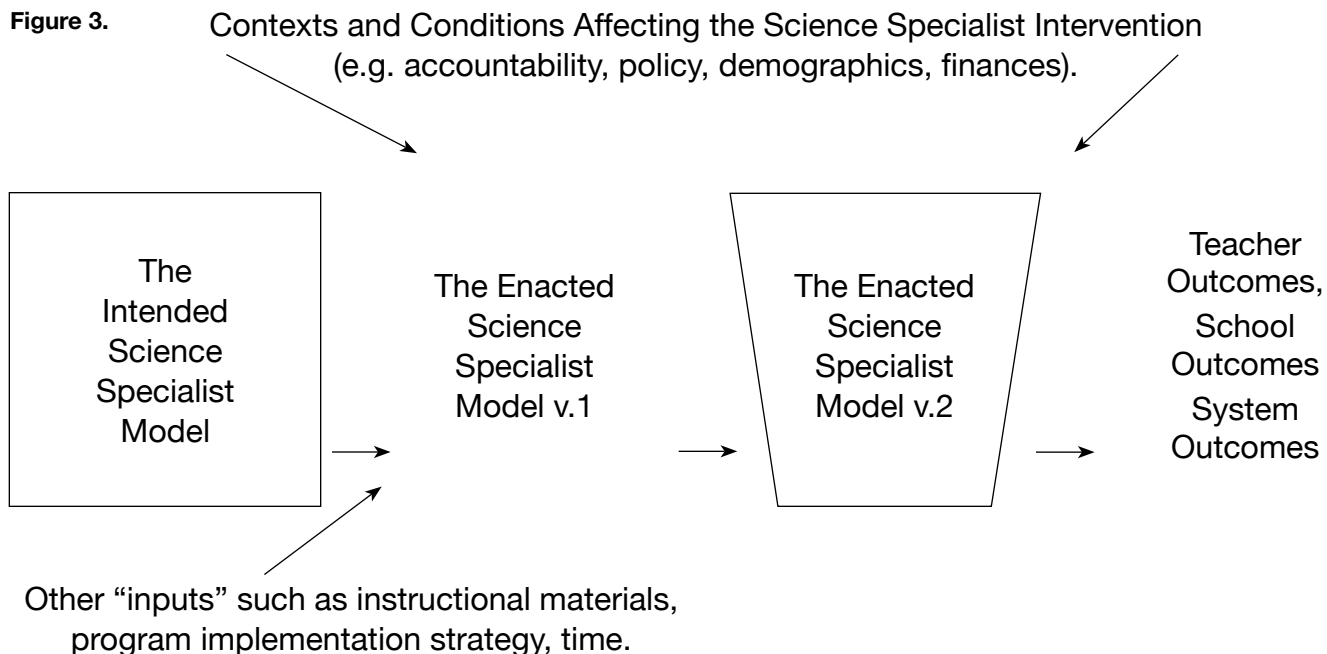 Figure 3.
Contexts and Conditions Affecting the Science Specialist Intervention
(e.g. accountability, policy, demographics, finances).
The
Intended
Science
Specialist
Model
The Enacted
Science
Specialist
Model v.1
The Enacted
Science
Specialist
Model v.2
Teacher
Outcomes,
School
Outcomes
System
Outcomes
Other “inputs” such as instructional materials,
program implementation strategy, time.